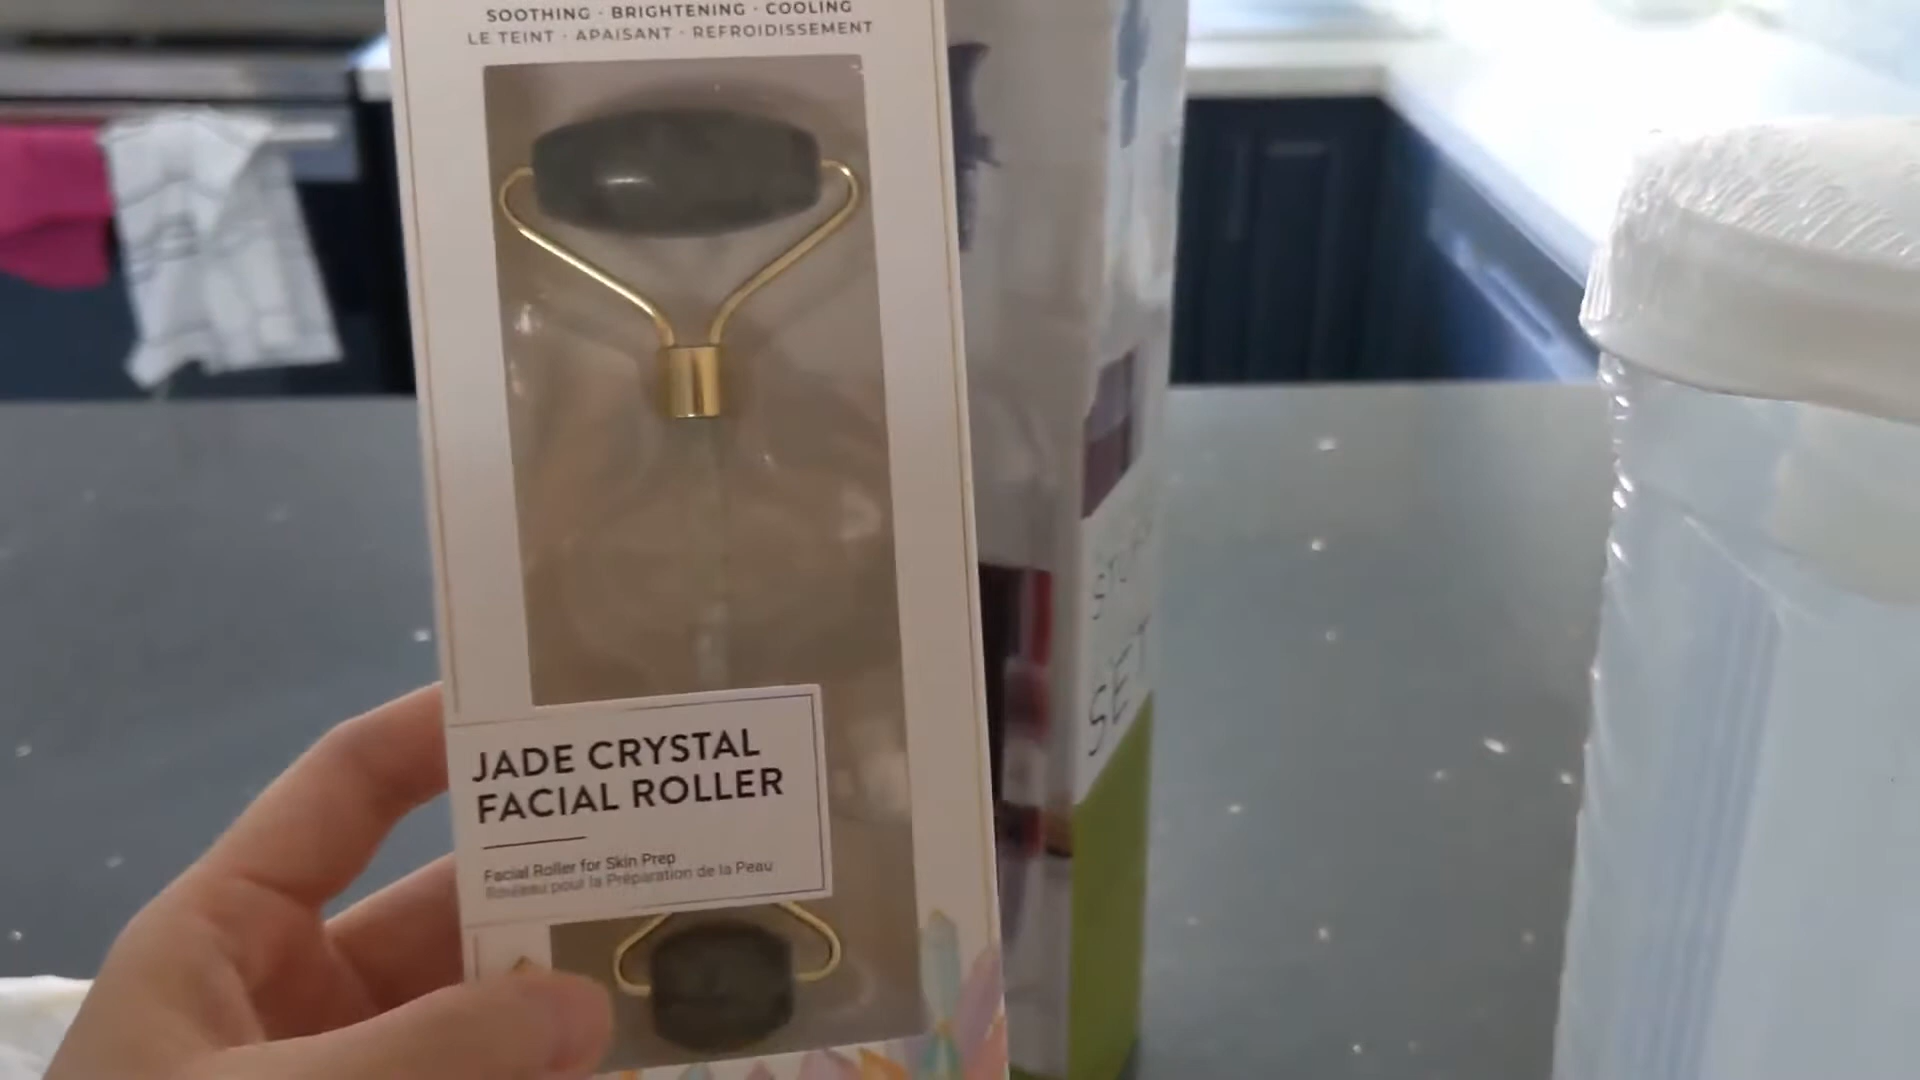 SOOTHING · BRIGHTENING · COOLING
LE TEINT · APAISANT · REFROIDISSEMENT
JADE CRYSTAL
FACIAL ROLLER
Facial Roller for Skin Prep
Rouleau pour la Préparation de la Peau
SET